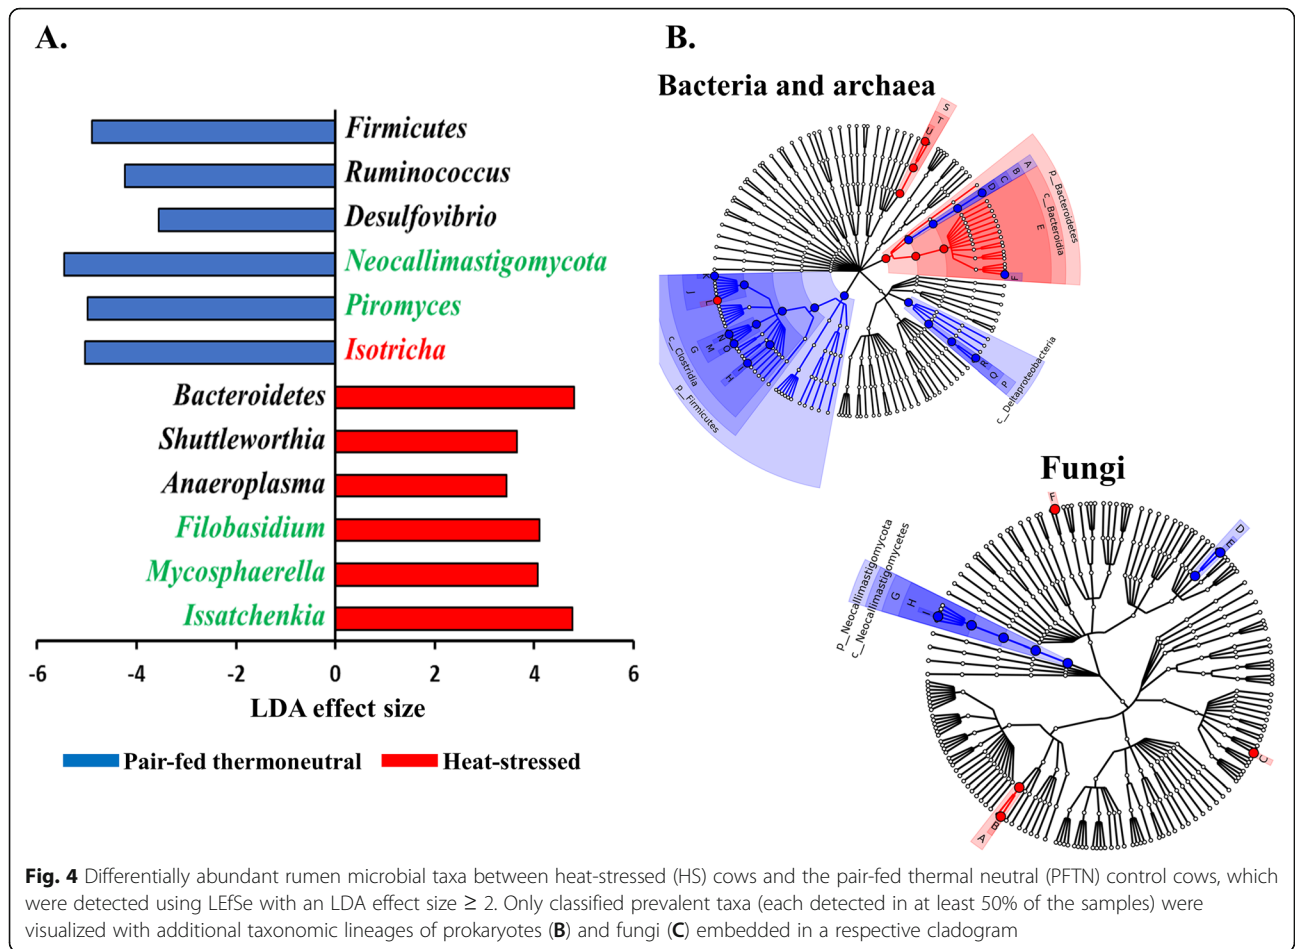 A.
Firmicutes
Ruminococcus
Desulfovibrio
Neocallimastigomycota
Piromyces
Isotricha
Bacteroidetes
Shuttleworthia
Anaeroplasma
Filobasidium
Mycosphaerella
Issatchenkia
-6 -4 -2 0 2 4 6
LDA effect size
Pair-fed thermoneutral Heat-stressed
B.
Bacteria and archaea
S
T
U
A
B
C
D
p__Bacteroidetes
c__Bacteroidia
E
F
K
J
L
N
O
M
G
I
H
c__Clostridia
p__Firmicutes
R
Q
P
c__Deltaproteobacteria
Fungi
F
D
E
p__Neocallimastigomycota
c__Neocallimastigomycetes
G
H
I
C
B
A
Fig. 4 Differentially abundant rumen microbial taxa between heat-stressed (HS) cows and the pair-fed thermal neutral (PFTN) control cows, which
were detected using LEfSe with an LDA effect size ≥ 2. Only classified prevalent taxa (each detected in at least 50% of the samples) were
visualized with additional taxonomic lineages of prokaryotes (B) and fungi (C) embedded in a respective cladogram